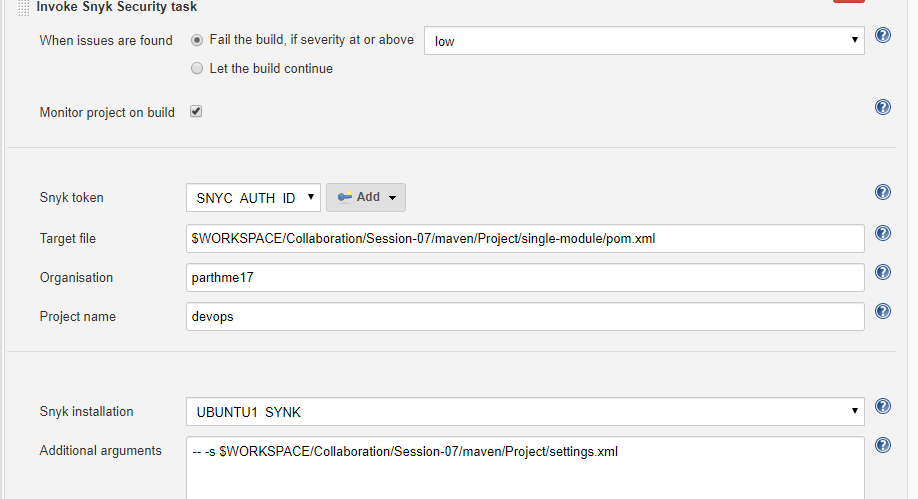 Invoke Snyk Security task
When issues are found
Fail the build, if severity at or above
low
Let the build continue
Monitor project on build
Snyk token
SNYC AUTH ID
Add
Target file
$WORKSPACE/Collaboration/Session-07/maven/Project/single-module/pom.xml
Organisation
parthme17
Project name
devops
Snyk installation
UBUNTU1 SYNK
Additional arguments
-- -s $WORKSPACE/Collaboration/Session-07/maven/Project/settings.xml